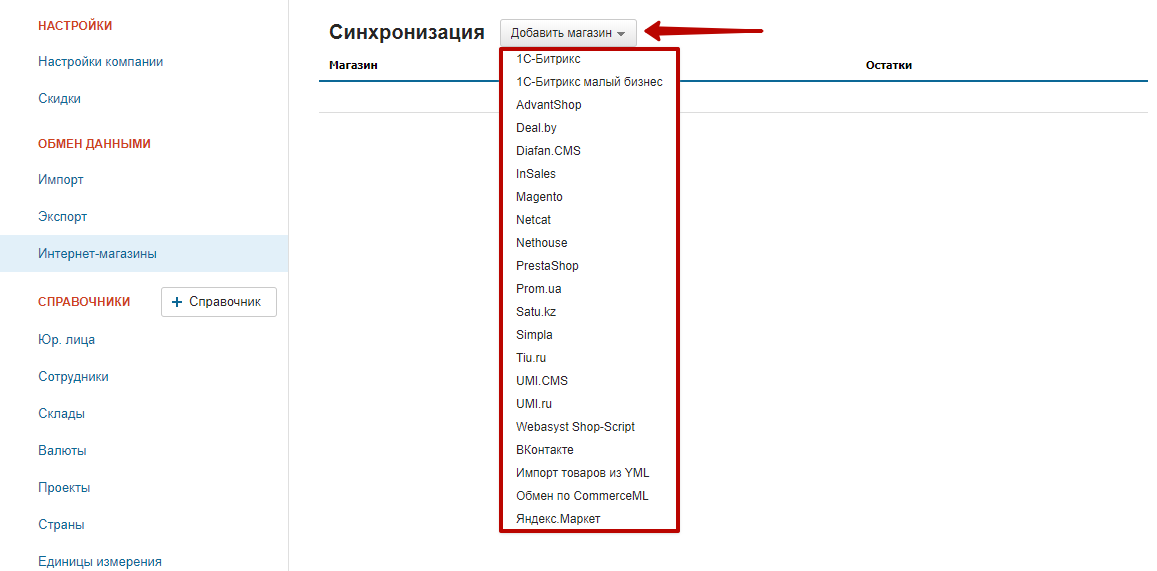 НАСТРОЙКИ
Настройки компании
Скидки
ОБМЕН ДАННЫМИ
Импорт
Экспорт
Интернет-магазины
СПРАВОЧНИКИ
+ Справочник
Юр. лица
Сотрудники
Склады
Валюты
Проекты
Страны
Единицы измерения
Синхронизация
Добавить магазин
Магазин
Остатки
1С-Битрикс
1С-Битрикс малый бизнес
AdvantShop
Deal.by
Diafan.CMS
InSales
Magento
Netcat
Nethouse
PrestaShop
Prom.ua
Satu.kz
Simpla
Tiu.ru
UMI.CMS
UMI.ru
Webasyst Shop-Script
ВКонтакте
Импорт товаров из YML
Обмен по CommerceML
Яндекс.Маркет